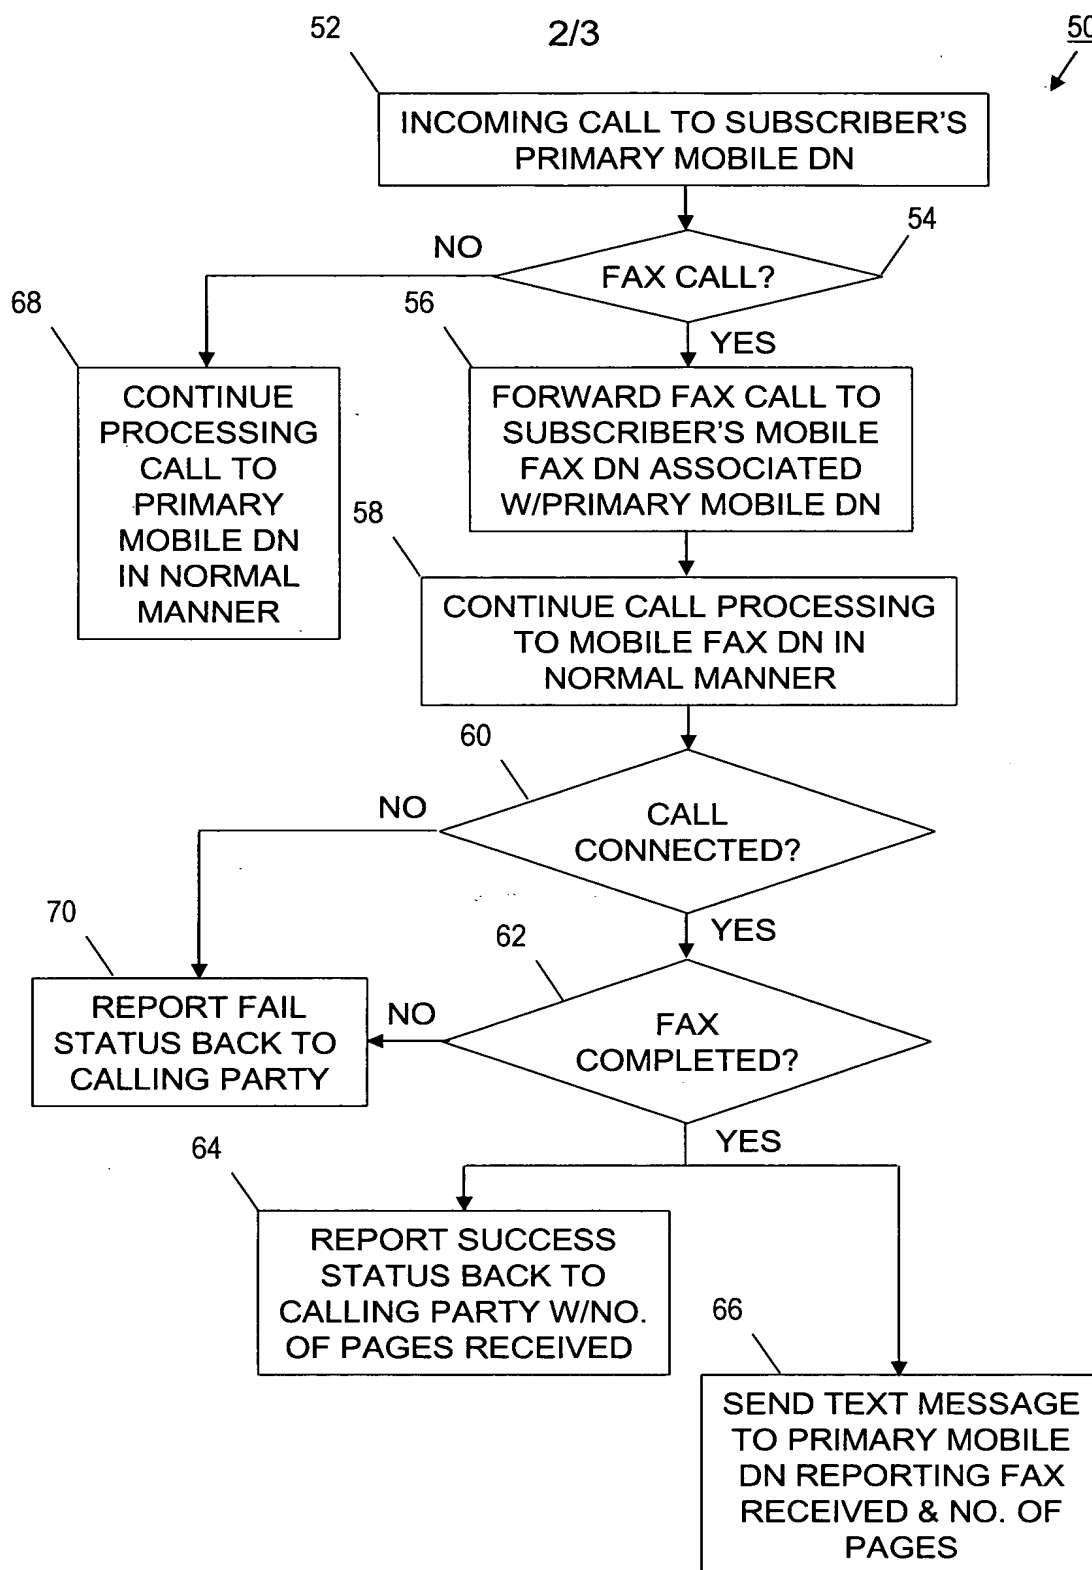 2/3
50
52
INCOMING CALL TO SUBSCRIBER'S
PRIMARY MOBILE DN
54
FAX CALL?
NO
YES
68
CONTINUE
PROCESSING
CALL TO
PRIMARY
MOBILE DN
IN NORMAL
MANNER
56
FORWARD FAX CALL TO
SUBSCRIBER'S MOBILE
FAX DN ASSOCIATED
W/PRIMARY MOBILE DN
58
CONTINUE CALL PROCESSING
TO MOBILE FAX DN IN
NORMAL MANNER
60
CALL
CONNECTED?
NO
YES
70
REPORT FAIL
STATUS BACK TO
CALLING PARTY
62
FAX
COMPLETED?
NO
YES
64
REPORT SUCCESS
STATUS BACK TO
CALLING PARTY W/NO.
OF PAGES RECEIVED
66
SEND TEXT MESSAGE
TO PRIMARY MOBILE
DN REPORTING FAX
RECEIVED & NO. OF
PAGES